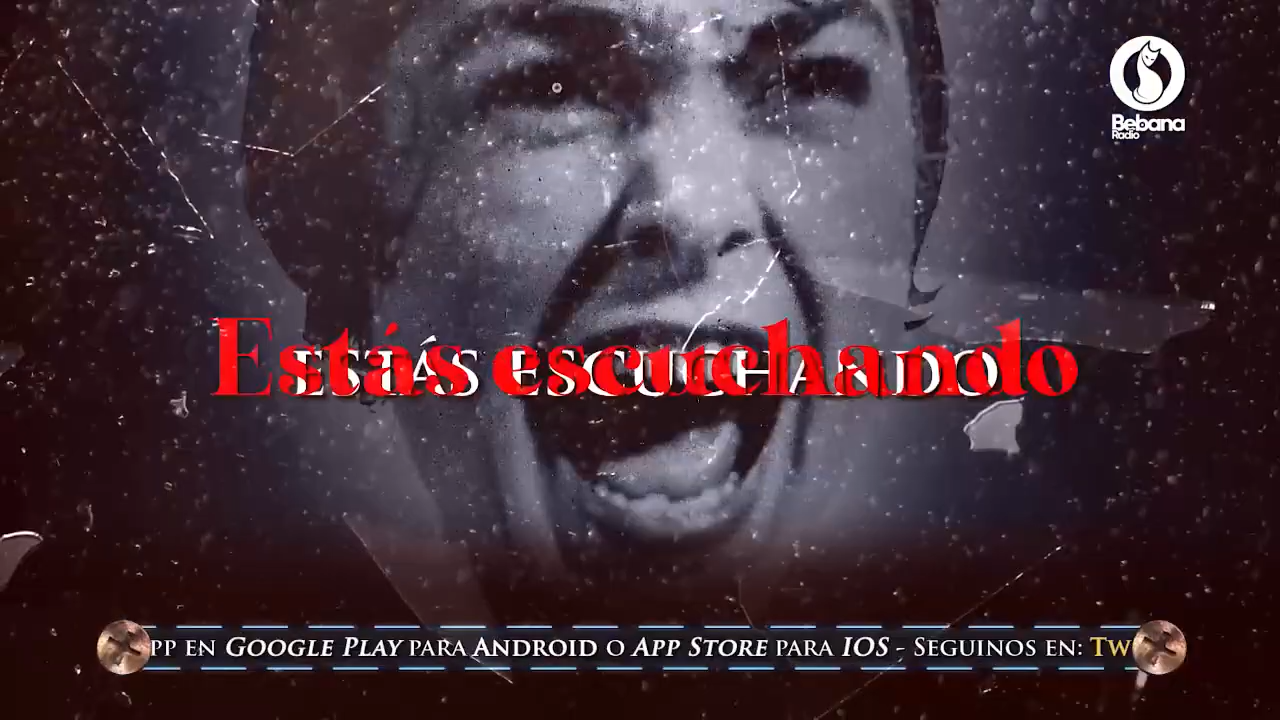 Bebana
Radio
Estás escuchando
ESTÁS ESCUCHANDO
PP EN GOOGLE PLAY PARA ANDROID O APP STORE PARA IOS - SEGUINOS EN: TW